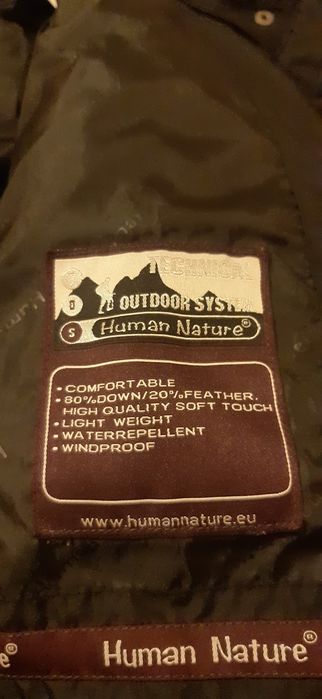 TECHNICAL
O OUTDOOR SYSTEM
S Human Nature®
• COMFORTABLE
• 80%DOWN/20%FEATHER.
HIGH QUALITY SOFT TOUCH
• LIGHT WEIGHT
• WATERREPELLENT
• WINDPROOF
www.humannature.eu
e® Human Nature®